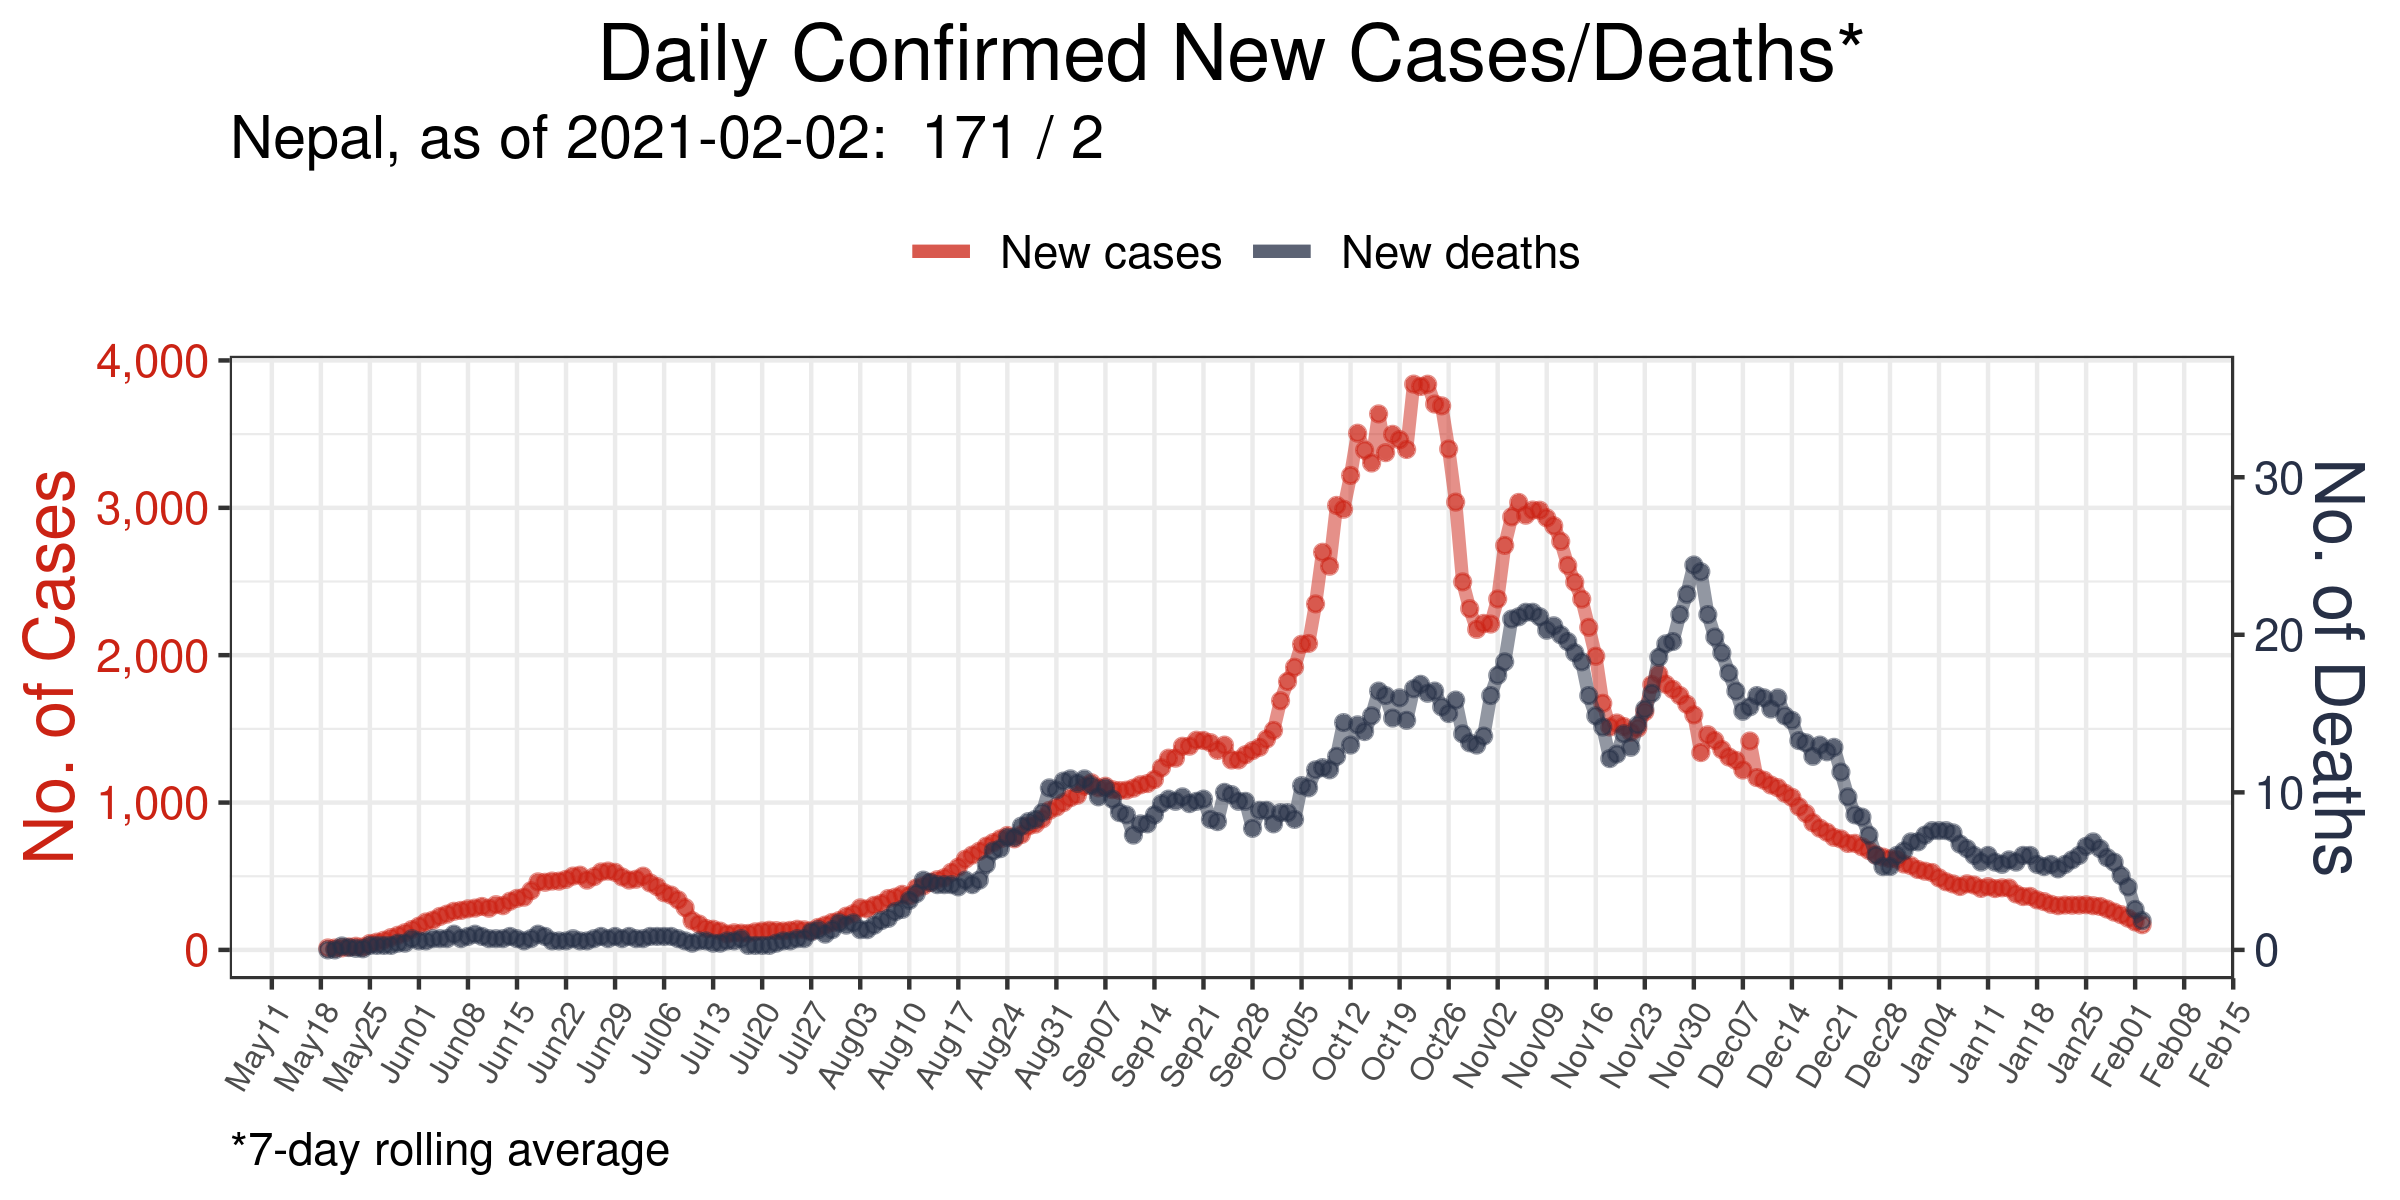 Daily Confirmed New Cases/Deaths*
Nepal, as of 2021-02-02:  171 / 2
New cases
New deaths
No. of Cases
4,000
3,000
2,000
1,000
0
No. of Deaths
30
20
10
0
May11
May18
May25
Jun01
Jun08
Jun15
Jun22
Jun29
Jul06
Jul13
Jul20
Jul27
Aug03
Aug10
Aug17
Aug24
Aug31
Sep07
Sep14
Sep21
Sep28
Oct05
Oct12
Oct19
Oct26
Nov02
Nov09
Nov16
Nov23
Nov30
Dec07
Dec14
Dec21
Dec28
Jan04
Jan11
Jan18
Jan25
Feb01
Feb08
Feb15
*7-day rolling average